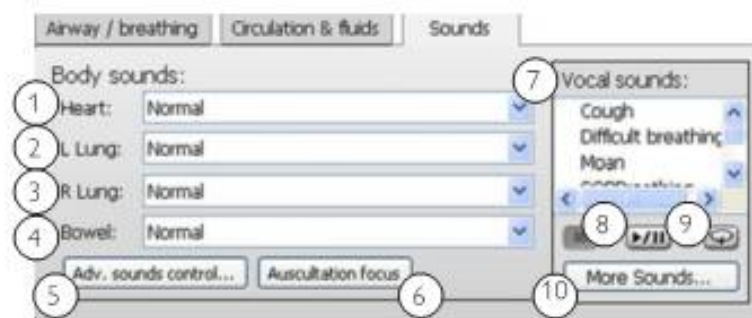 Airway / breathing Circulation & fluids Sounds
Body sounds:
1 Heart: Normal
2 L Lung: Normal
3 R Lung: Normal
4 Bowel: Normal
5 Adv. sounds control... 6 Auscultation focus
7 Vocal sounds:
Cough
Difficult breathing
Moan
8 9
10 More Sounds...